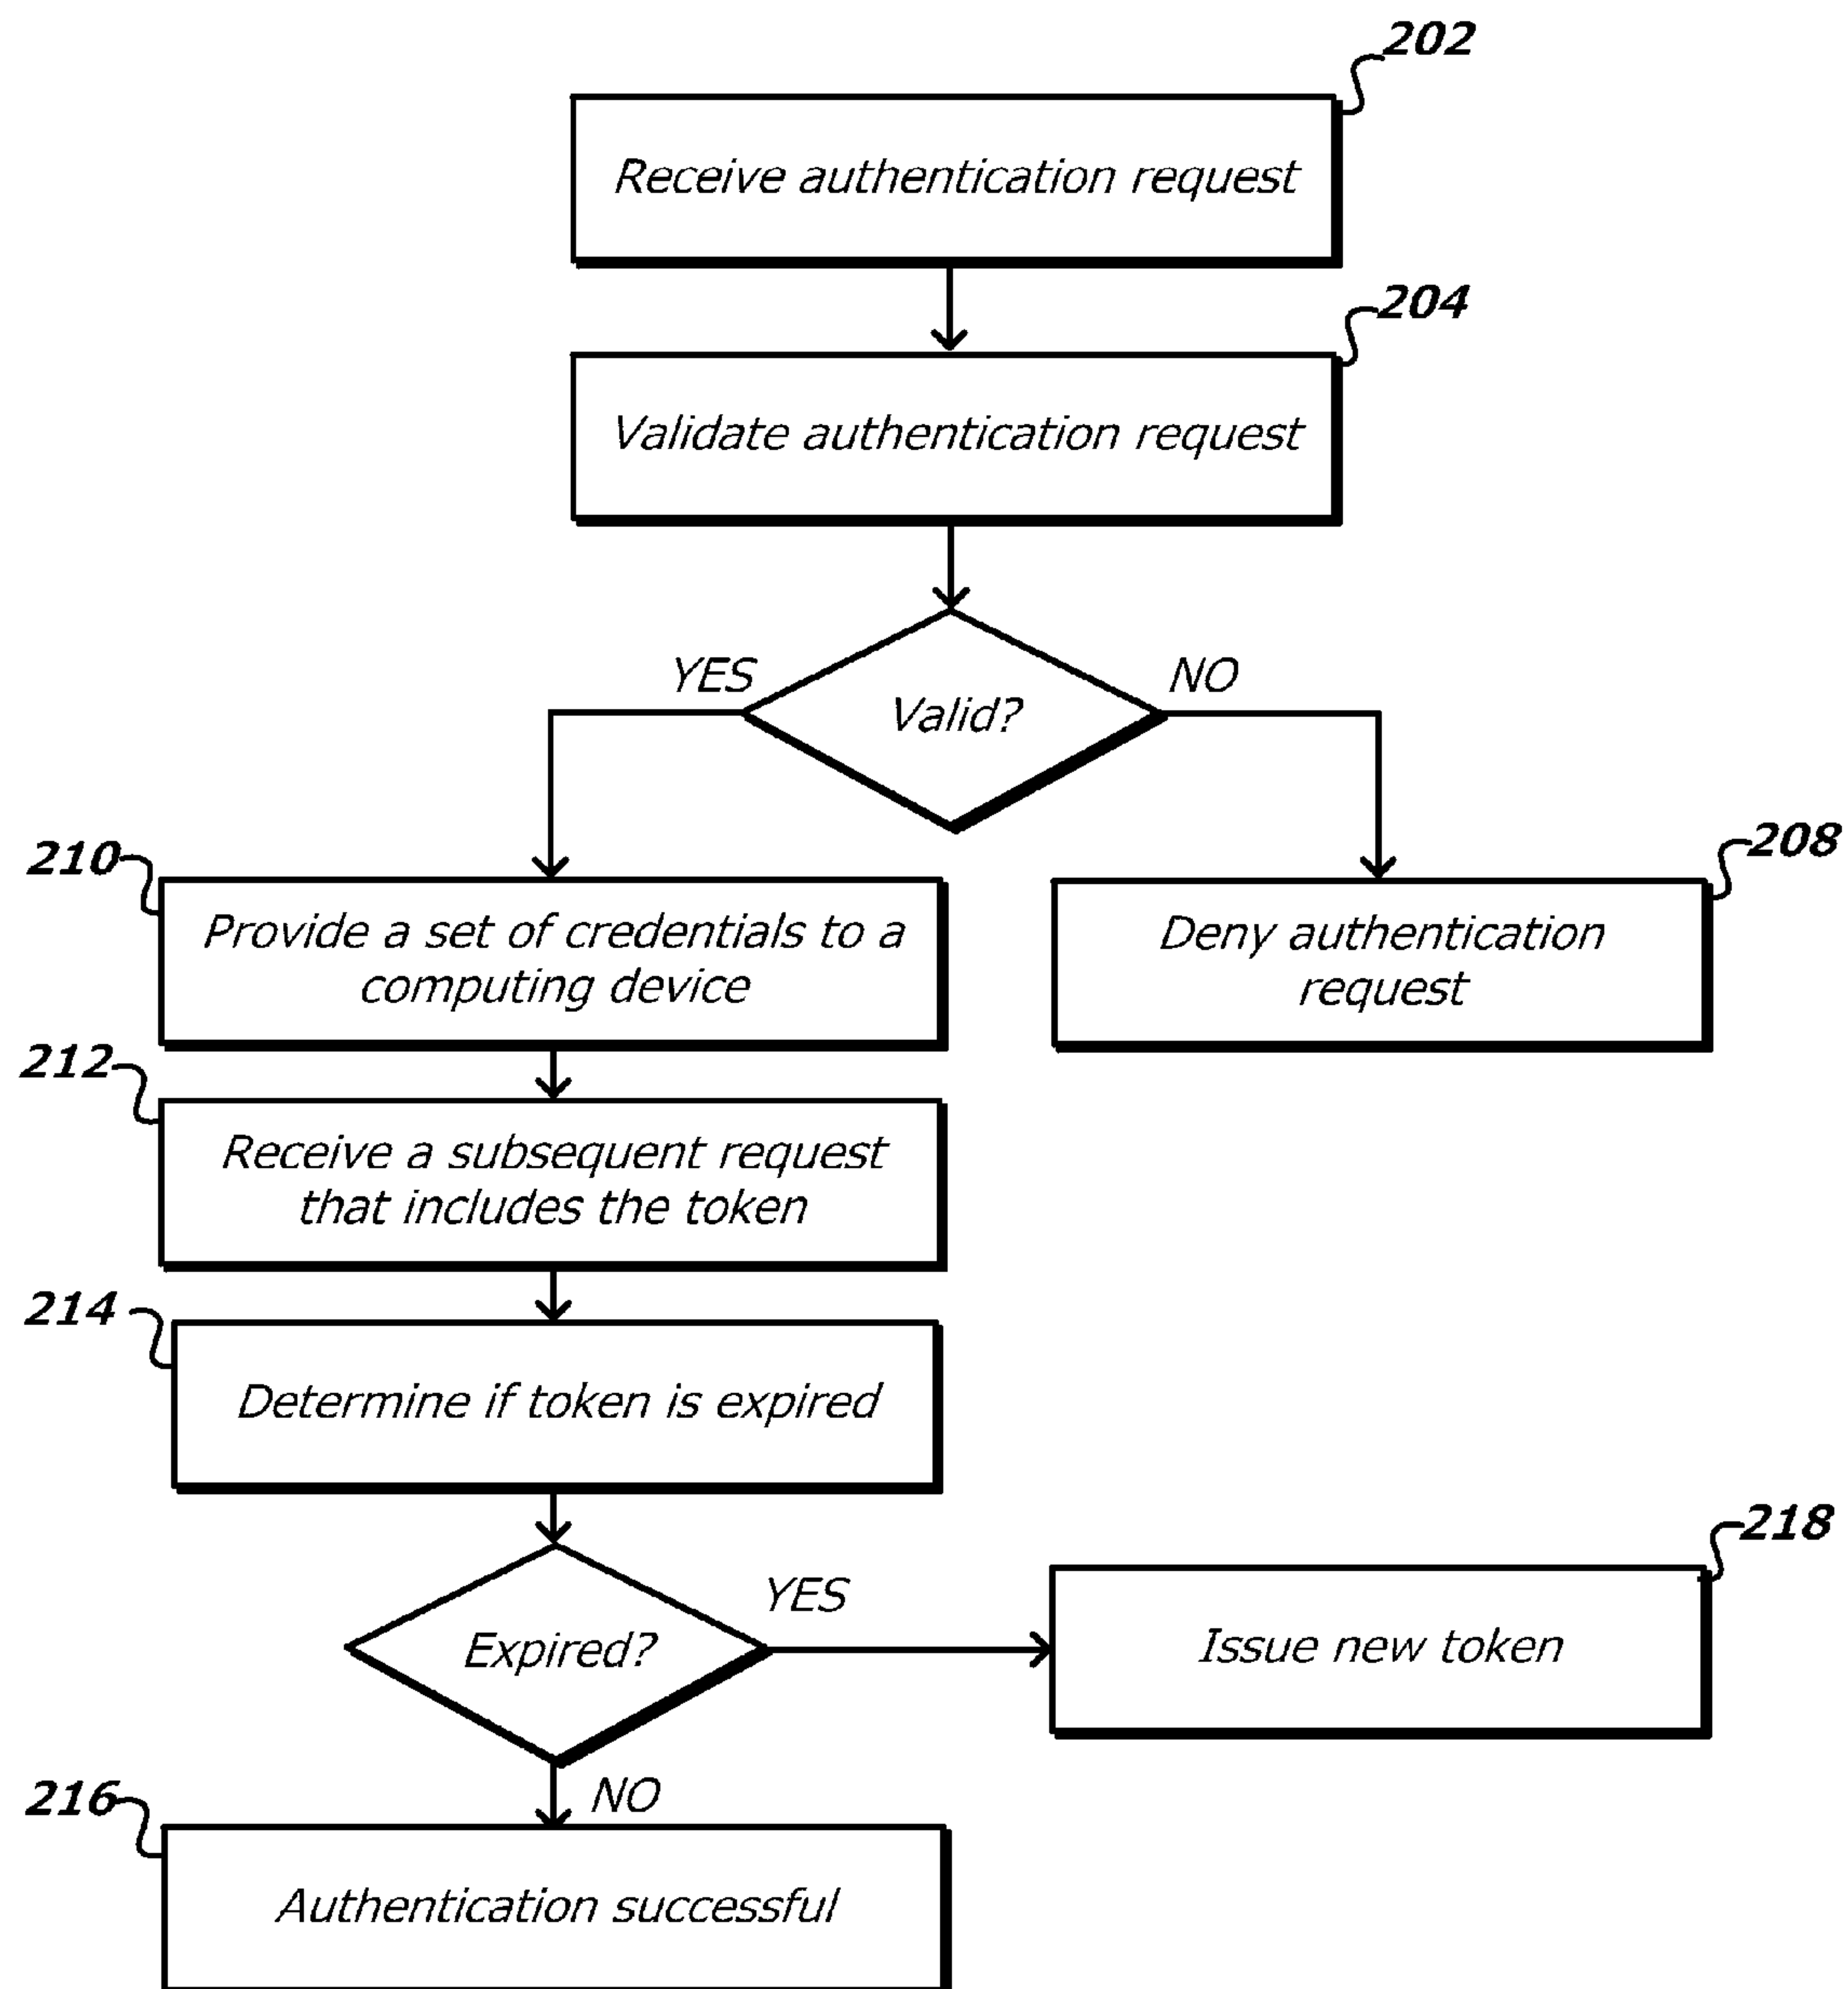 202
Receive authentication request
204
Validate authentication request
YES
NO
Valid?
210
208
Provide a set of credentials to a
computing device
Deny authentication
request
212
Receive a subsequent request
that includes the token
214
Determine if token is expired
218
YES
Expired?
Issue new token
216
NO
Authentication successful